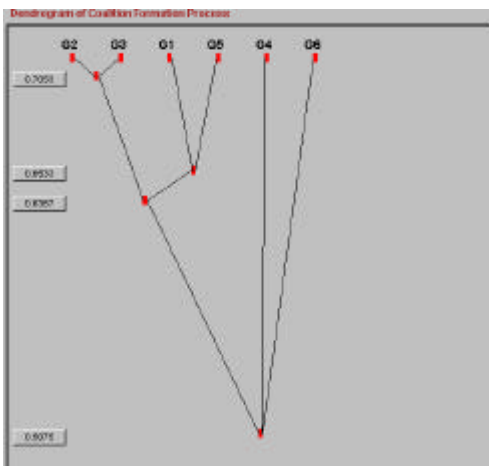 Dendrogram of Coalition Formation Process
G2 G3 G1 G5 G4 G6
0.7050
0.6530
0.6367
0.5075